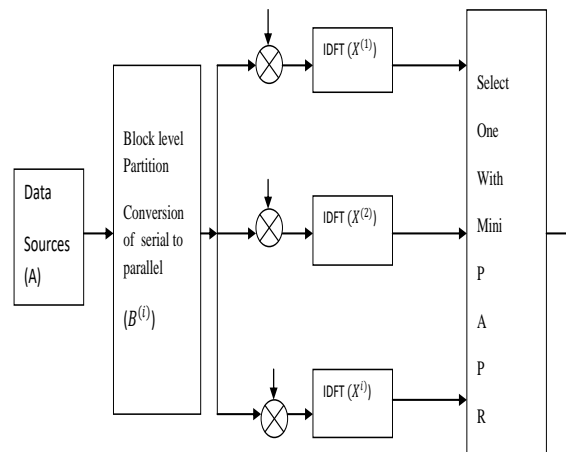 Data
Sources
(A)
Block level
Partition
Conversion
of serial to
parallel
(B^(i))
IDFT (X^(1))
IDFT (X^(2))
IDFT (X^i))
Select
One
With
Mini
P
A
P
R